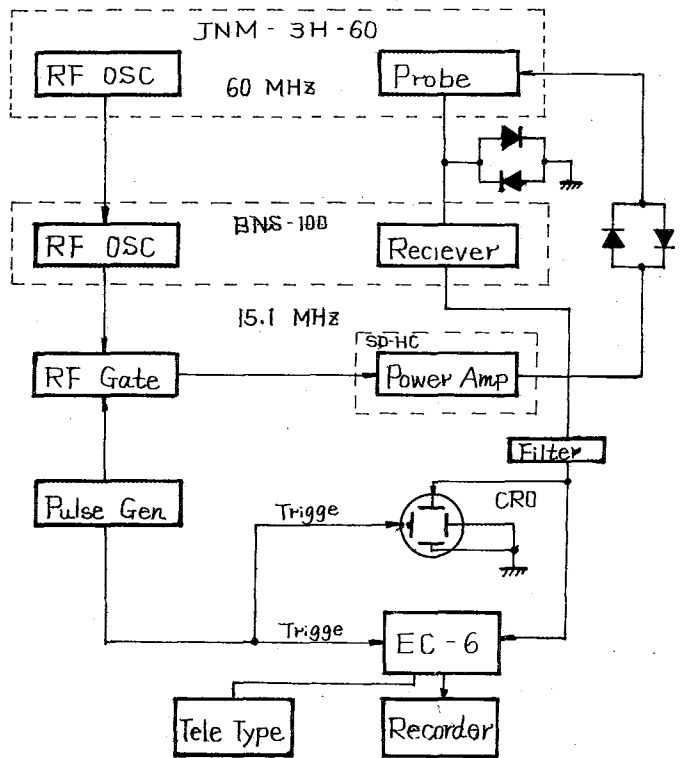 JNM - 3H - 60
RF OSC
60 MHz
Probe
BNS-100
RF OSC
Reciever
15.1 MHz
SD-HC
RF Gate
Power Amp
Filter
Pulse Gen
Trigge
CRO
Trigge
EC - 6
Tele Type
Recorder